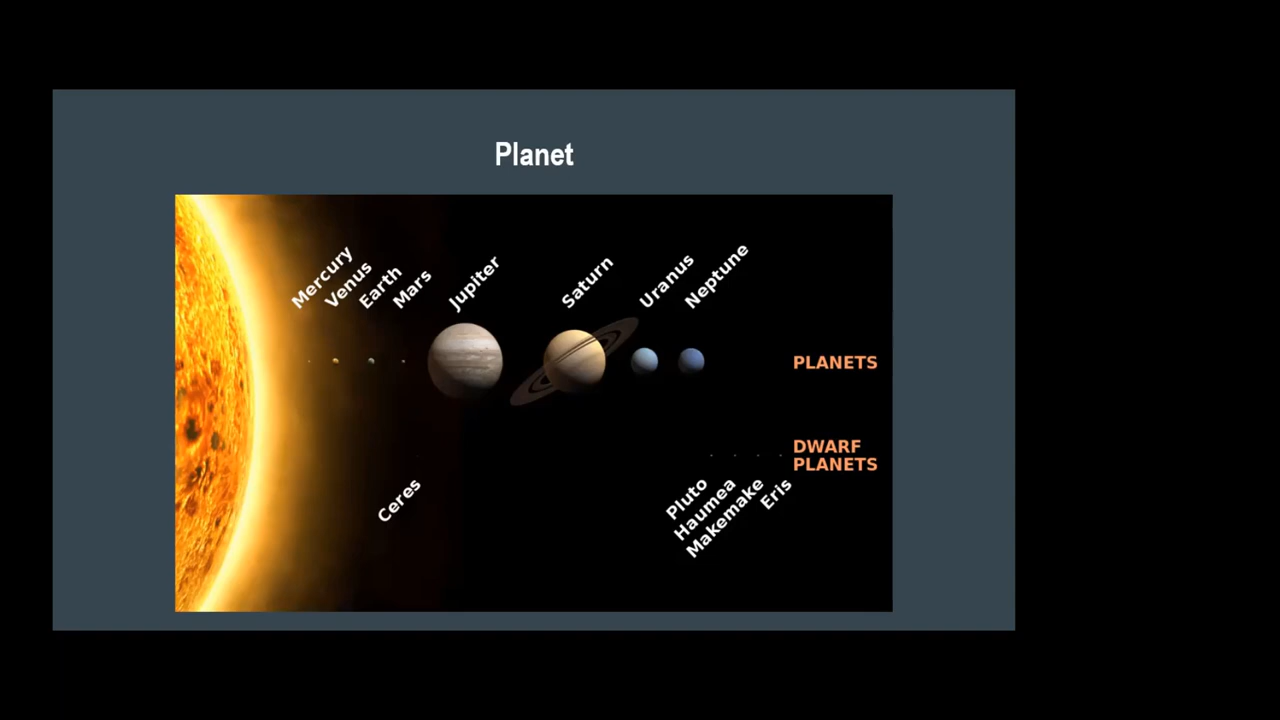 Planet
Mercury
Venus
Earth
Mars
Jupiter
Saturn
Uranus
Neptune
PLANETS
DWARF
PLANETS
Ceres
Pluto
Haumea
Makemake
Eris